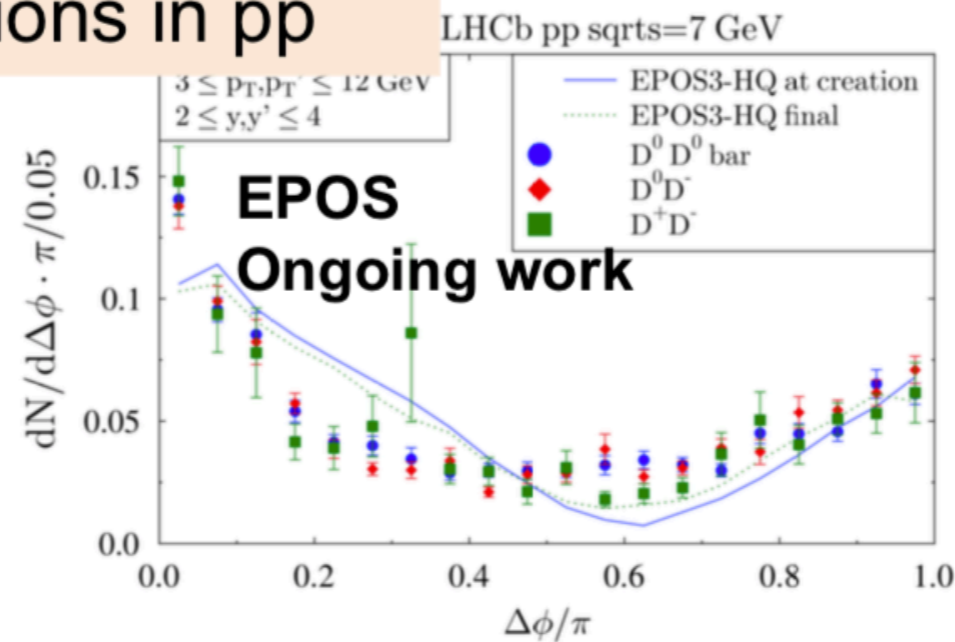 ions in pp
LHCb pp sqrts=7 GeV
3 ≤ pT,pT' ≤ 12 GeV
2 ≤ y,y' ≤ 4
EPOS3-HQ at creation
EPOS3-HQ final
D⁰ D⁰ bar
D⁰D⁻
D⁺D⁻
EPOS
Ongoing work
dN/dΔϕ · π/0.05
0.15
0.1
0.05
0.0
0.0 0.2 0.4 0.6 0.8 1.0
Δϕ/π